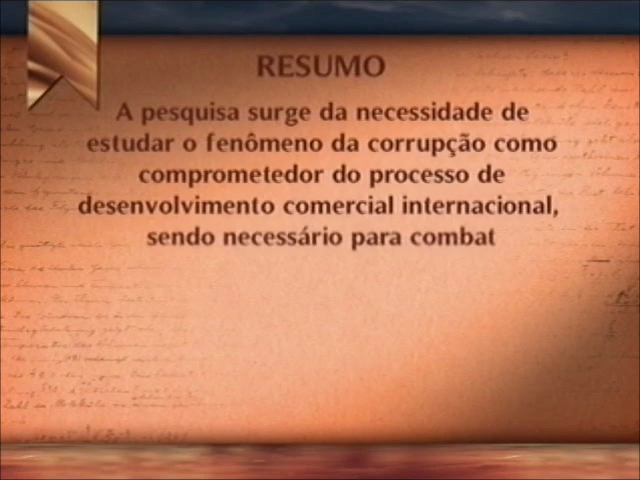 RESUMO
A pesquisa surge da necessidade de
estudar o fenômeno da corrupção como
comprometedor do processo de
desenvolvimento comercial internacional,
sendo necessário para combat